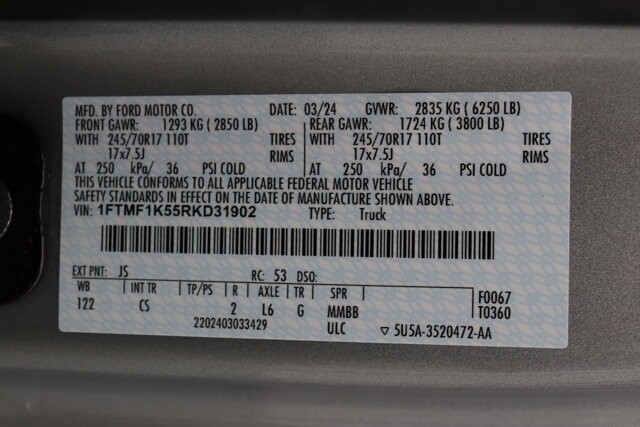 MFD. BY FORD MOTOR CO. DATE: 03/24 GVWR: 2835 KG ( 6250 LB)
FRONT GAWR: 1293 KG ( 2850 LB) REAR GAWR: 1724 KG ( 3800 LB)
WITH 245/70R17 110T TIRES WITH 245/70R17 110T TIRES
17x7.5J RIMS 17x7.5J RIMS
AT 250 kPa/ 36 PSI COLD AT 250 kPa/ 36 PSI COLD
THIS VEHICLE CONFORMS TO ALL APPLICABLE FEDERAL MOTOR VEHICLE
SAFETY STANDARDS IN EFFECT ON THE DATE OF MANUFACTURE SHOWN ABOVE.
VIN: 1FTMF1K55RKD31902 TYPE: Truck
EXT PNT: JS RC: 53 DSO:
WB INT TR TP/PS R AXLE TR SPR F0067
122 CS 2 L6 G MMBB T0360
2202403033429 ULC ▽ 5U5A-3520472-AA